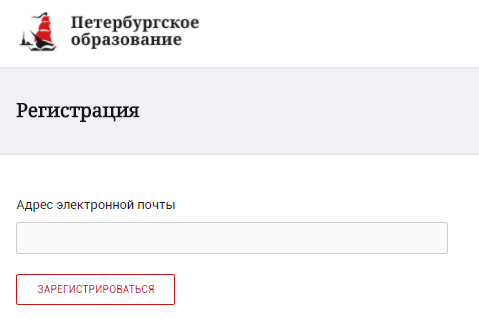 Петербургское
образование
Регистрация
Адрес электронной почты
ЗАРЕГИСТРИРОВАТЬСЯ